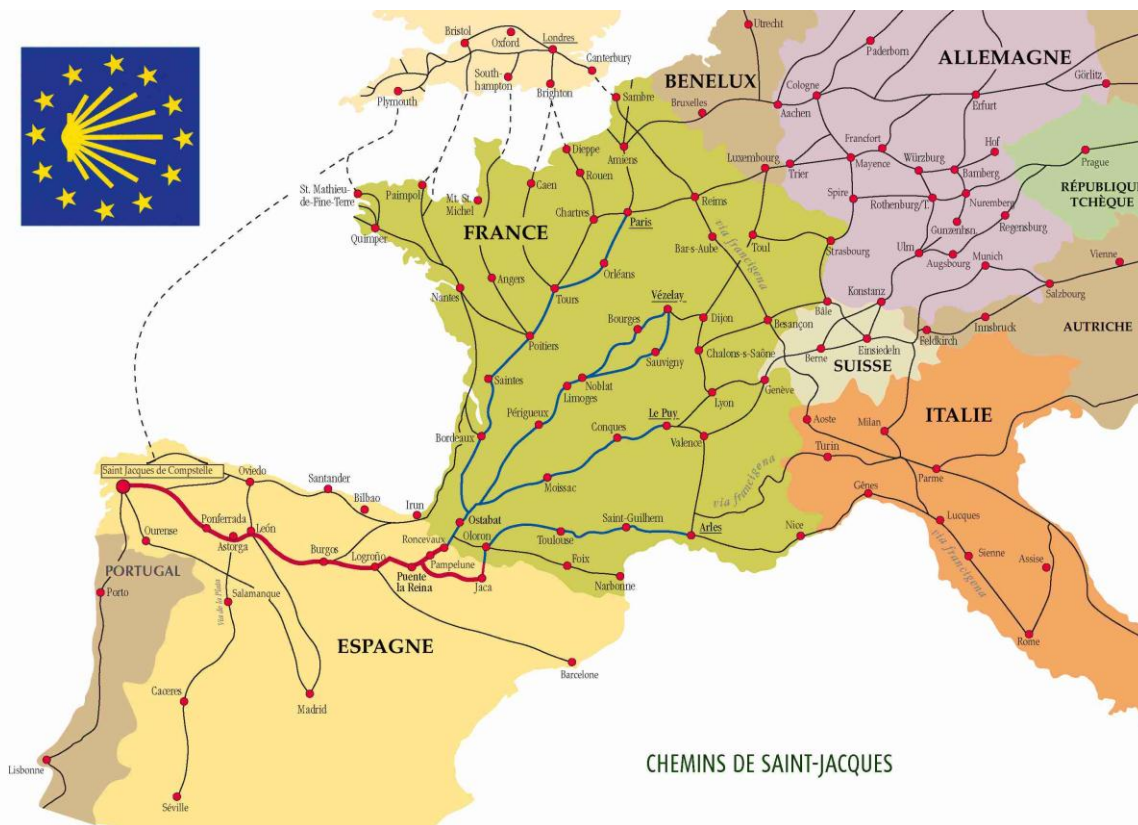 Utrecht
Bristol
Oxford
Londres
Canterbury
Paderborn
ALLEMAGNE
BENELUX
Cologne
Görlitz
South-
hampton
Brighton
Plymouth
Sambre
Bruxelles
Aachen
Erfurt
Dieppe
Amiens
Francfort
Hof
Luxembourg
Mayence
Würzburg
Prague
Trier
Bamberg
St. Mathieu-
de-Fine-Terre
Paimpol
Mt. St.
Michel
Caen
Rouen
RÉPUBLIQUE
TCHÈQUE
Reims
Spire
Rothenburg/T.
Nuremberg
Chartres
Paris
FRANCE
Quimper
via francigena
Bar-s-Aube
Toul
Strasbourg
Gunzenhsn.
Regensburg
Ulm
Augsbourg
Munich
Vienne
Orléans
Angers
Tours
Nantes
Konstanz
Salzbourg
Vézelay
Bourges
Dijon
Besançon
Bâle
Innsbruck
Feldkirch
AUTRICHE
Poitiers
Sauvigny
Chalons-s-Saône
Berne
Einsiedeln
SUISSE
Saintes
Noblat
Limoges
Genève
Lyon
Périgueux
Le Puy
Conques
Valence
Aoste
Milan
ITALIE
Bordeaux
Turin
Parme
Saint Jacques de Compstelle
Oviedo
Santander
Bilbao
Irun
Moissac
via francigena
Gênes
Ourense
Ponferrada
León
Astorga
Ostabat
Oloron
Saint-Guilhem
Toulouse
Arles
Nice
Lucques
Burgos
Logroño
Roncevaux
Pampelune
Puente
la Reina
Jaca
Foix
Narbonne
Sienne
Assise
via francigena
PORTUGAL
Porto
Via de la Plata
Salamanque
Rome
ESPAGNE
Barcelone
Caceres
Madrid
Lisbonne
Séville
CHEMINS DE SAINT-JACQUES